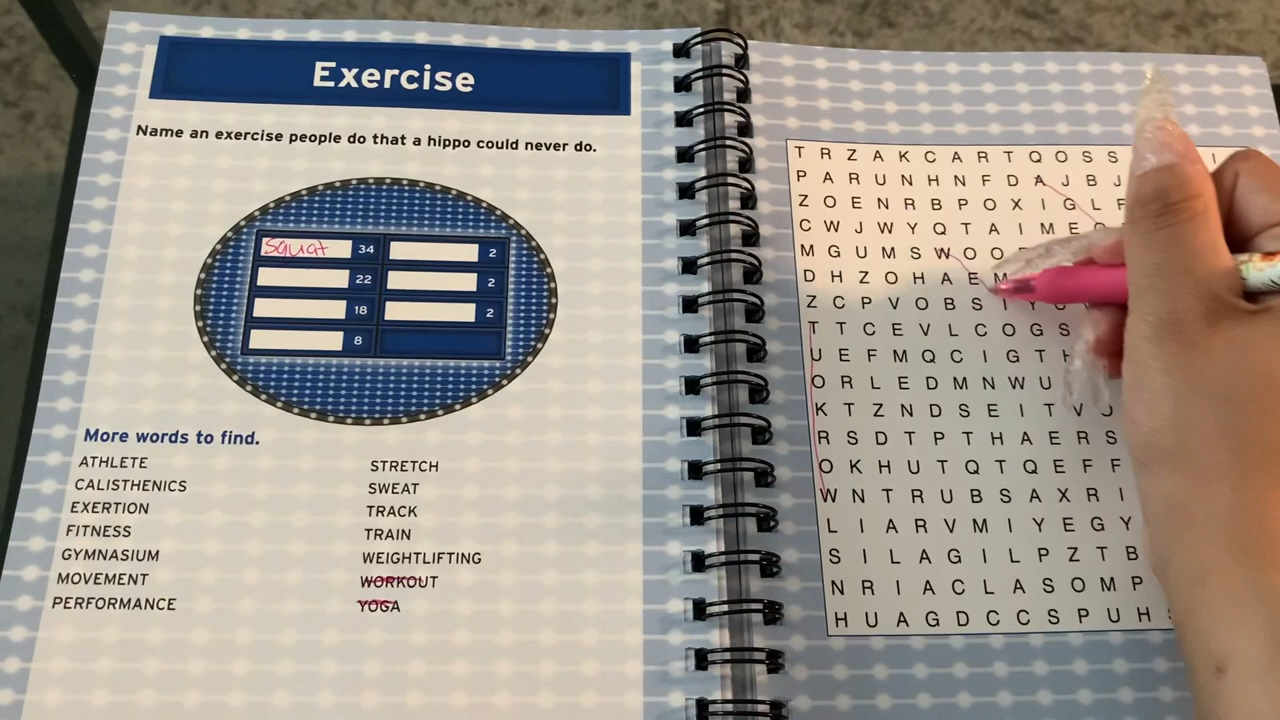 Exercise
Name an exercise people do that a hippo could never do.
Squat 34 2
22 2
18 2
8
More words to find.
ATHLETE STRETCH
CALISTHENICS SWEAT
EXERTION TRACK
FITNESS TRAIN
GYMNASIUM WEIGHTLIFTING
MOVEMENT WORKOUT
PERFORMANCE YOGA
T R Z A K C A R T Q O S S I
P A R U N H N F D A J B J
Z O E N R B P O X I G L F
C W J W Y Q T A I M E
M G U M S W O O
D H Z O H A E M
Z C P V O B S I Y
T T C E V L C O G S
U E F M Q C I G T H
O R L E D M N W U
K T Z N D S E I T V
R S D T P T H A E R S
O K H U T Q T Q E F F
W N T R U B S A X R I
L I A R V M I Y E G Y
S I L A G I L P Z T B
N R I A C L A S O M P
H U A G D C C S P U H